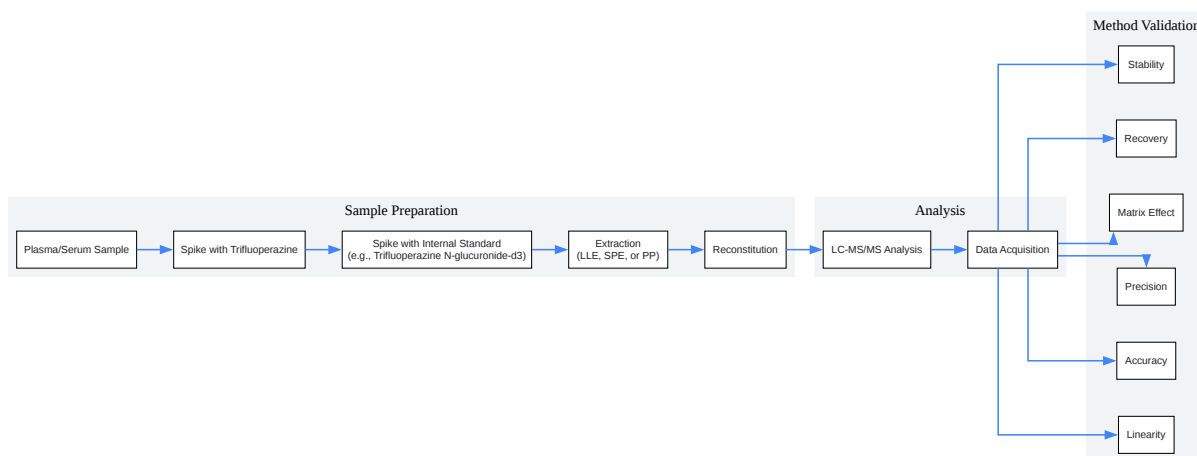 Method Validation
Stability
Recovery
Matrix Effect
Precision
Accuracy
Linearity
Sample Preparation
Plasma/Serum Sample
Spike with Trifluoperazine
Spike with Internal Standard
(e.g., Trifluoperazine N-glucuronide-d3)
Extraction
(LLE, SPE, or PP)
Reconstitution
Analysis
LC-MS/MS Analysis
Data Acquisition